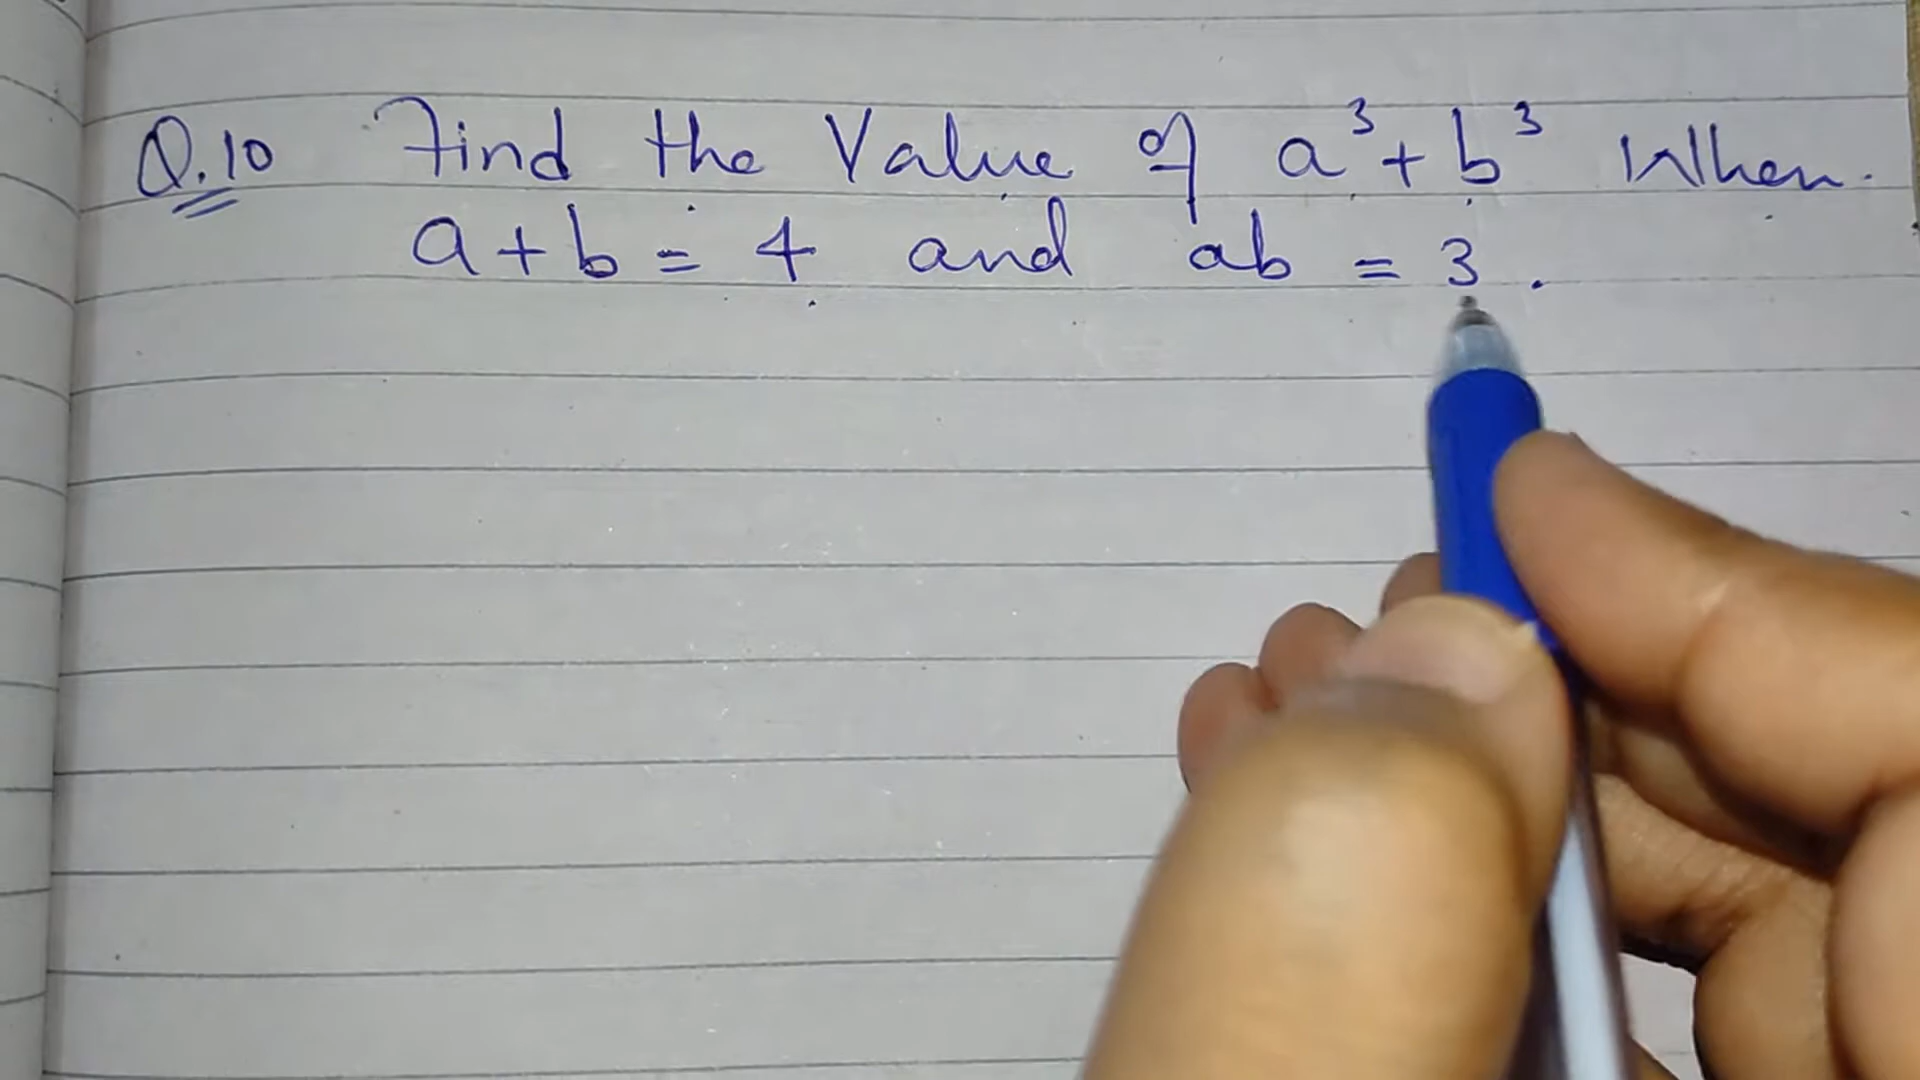 Q.10 Find the Value of a³+b³ When.
a+b = 4 and ab = 3.